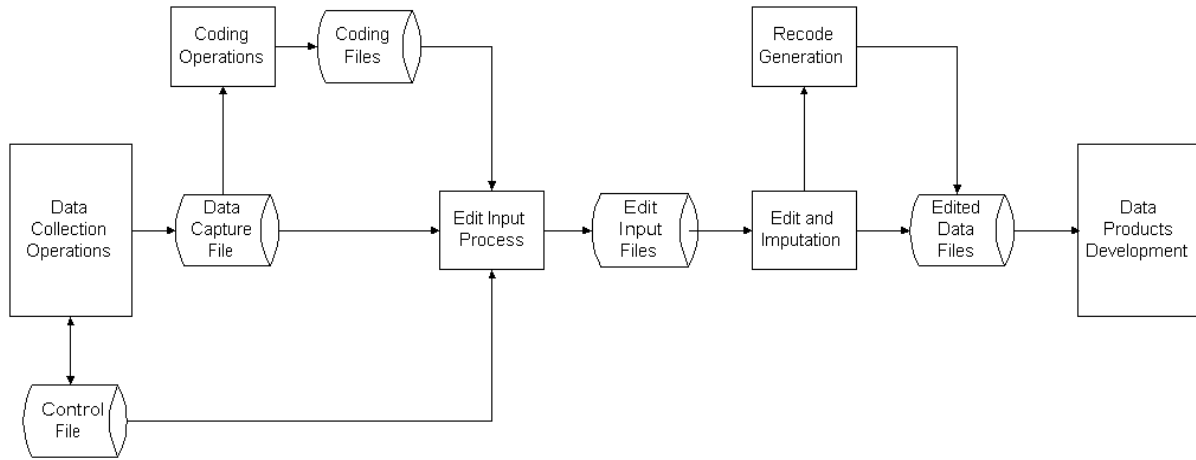 Coding
Operations
Coding
Files
Recode
Generation
Data
Collection
Operations
Data
Capture
File
Edit Input
Process
Edit
Input
Files
Edit and
Imputation
Edited
Data
Files
Data
Products
Development
Control
File